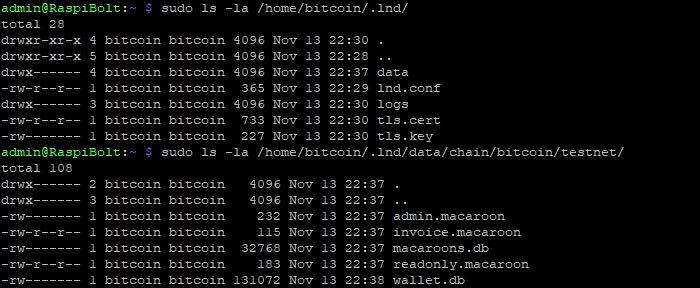 admin@RaspiBolt:~ $ sudo ls -la /home/bitcoin/.lnd/
total 28
drwxr-xr-x 4 bitcoin bitcoin 4096 Nov 13 22:30 .
drwxr-xr-x 5 bitcoin bitcoin 4096 Nov 13 22:28 ..
drwx------ 4 bitcoin bitcoin 4096 Nov 13 22:37 data
-rw-r--r-- 1 bitcoin bitcoin  365 Nov 13 22:29 lnd.conf
drwx------ 3 bitcoin bitcoin 4096 Nov 13 22:30 logs
-rw-r--r-- 1 bitcoin bitcoin  733 Nov 13 22:30 tls.cert
-rw------- 1 bitcoin bitcoin  227 Nov 13 22:30 tls.key
admin@RaspiBolt:~ $ sudo ls -la /home/bitcoin/.lnd/data/chain/bitcoin/testnet/
total 108
drwx------ 2 bitcoin bitcoin   4096 Nov 13 22:37 .
drwx------ 3 bitcoin bitcoin   4096 Nov 13 22:37 ..
-rw------- 1 bitcoin bitcoin    232 Nov 13 22:37 admin.macaroon
-rw-r--r-- 1 bitcoin bitcoin    115 Nov 13 22:37 invoice.macaroon
-rw------- 1 bitcoin bitcoin  32768 Nov 13 22:37 macaroons.db
-rw-r--r-- 1 bitcoin bitcoin    183 Nov 13 22:37 readonly.macaroon
-rw------- 1 bitcoin bitcoin 131072 Nov 13 22:38 wallet.db